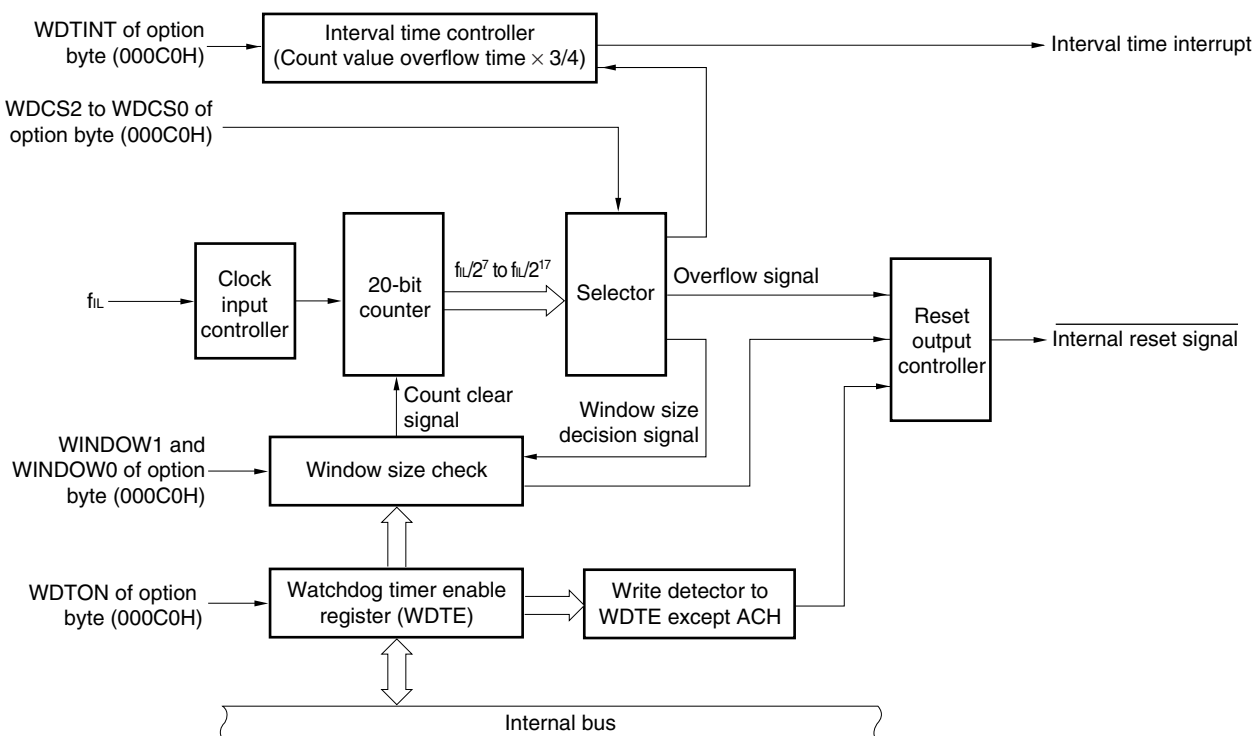 WDTINT of option
byte (000C0H)
Interval time controller
(Count value overflow time × 3/4)
Interval time interrupt
WDCS2 to WDCS0 of
option byte (000C0H)
fIL
Clock
input
controller
20-bit
counter
fIL/2⁷ to fIL/2¹⁷
Selector
Overflow signal
Reset
output
controller
Internal reset signal
Count clear
signal
Window size
decision signal
WINDOW1 and
WINDOW0 of option
byte (000C0H)
Window size check
WDTON of option
byte (000C0H)
Watchdog timer enable
register (WDTE)
Write detector to
WDTE except ACH
Internal bus